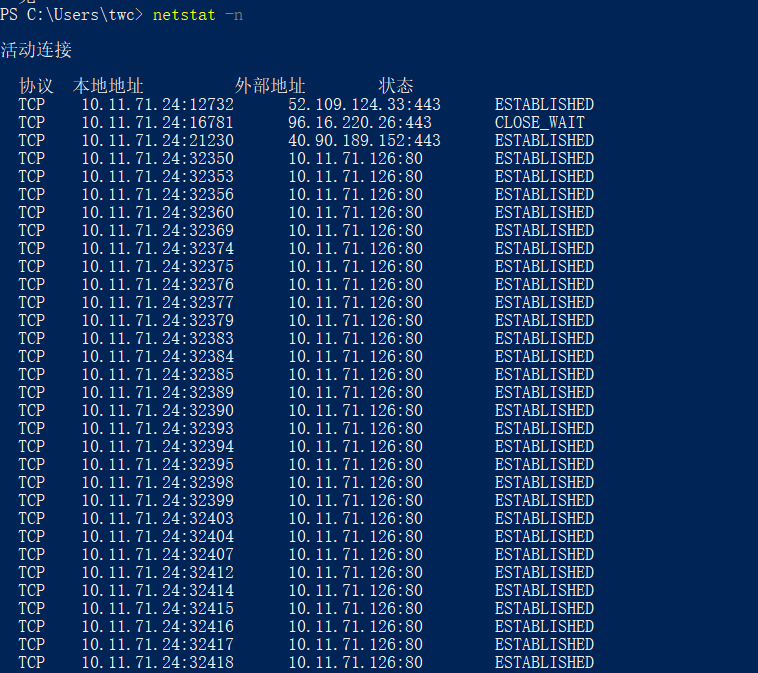 PS C:\Users\twc> netstat -n
活动连接
协议 本地地址 外部地址 状态
TCP 10.11.71.24:12732 52.109.124.33:443 ESTABLISHED
TCP 10.11.71.24:16781 96.16.220.26:443 CLOSE_WAIT
TCP 10.11.71.24:21230 40.90.189.152:443 ESTABLISHED
TCP 10.11.71.24:32350 10.11.71.126:80 ESTABLISHED
TCP 10.11.71.24:32353 10.11.71.126:80 ESTABLISHED
TCP 10.11.71.24:32356 10.11.71.126:80 ESTABLISHED
TCP 10.11.71.24:32360 10.11.71.126:80 ESTABLISHED
TCP 10.11.71.24:32369 10.11.71.126:80 ESTABLISHED
TCP 10.11.71.24:32374 10.11.71.126:80 ESTABLISHED
TCP 10.11.71.24:32375 10.11.71.126:80 ESTABLISHED
TCP 10.11.71.24:32376 10.11.71.126:80 ESTABLISHED
TCP 10.11.71.24:32377 10.11.71.126:80 ESTABLISHED
TCP 10.11.71.24:32379 10.11.71.126:80 ESTABLISHED
TCP 10.11.71.24:32383 10.11.71.126:80 ESTABLISHED
TCP 10.11.71.24:32384 10.11.71.126:80 ESTABLISHED
TCP 10.11.71.24:32385 10.11.71.126:80 ESTABLISHED
TCP 10.11.71.24:32389 10.11.71.126:80 ESTABLISHED
TCP 10.11.71.24:32390 10.11.71.126:80 ESTABLISHED
TCP 10.11.71.24:32393 10.11.71.126:80 ESTABLISHED
TCP 10.11.71.24:32394 10.11.71.126:80 ESTABLISHED
TCP 10.11.71.24:32395 10.11.71.126:80 ESTABLISHED
TCP 10.11.71.24:32398 10.11.71.126:80 ESTABLISHED
TCP 10.11.71.24:32399 10.11.71.126:80 ESTABLISHED
TCP 10.11.71.24:32403 10.11.71.126:80 ESTABLISHED
TCP 10.11.71.24:32404 10.11.71.126:80 ESTABLISHED
TCP 10.11.71.24:32407 10.11.71.126:80 ESTABLISHED
TCP 10.11.71.24:32412 10.11.71.126:80 ESTABLISHED
TCP 10.11.71.24:32414 10.11.71.126:80 ESTABLISHED
TCP 10.11.71.24:32415 10.11.71.126:80 ESTABLISHED
TCP 10.11.71.24:32416 10.11.71.126:80 ESTABLISHED
TCP 10.11.71.24:32417 10.11.71.126:80 ESTABLISHED
TCP 10.11.71.24:32418 10.11.71.126:80 ESTABLISHED